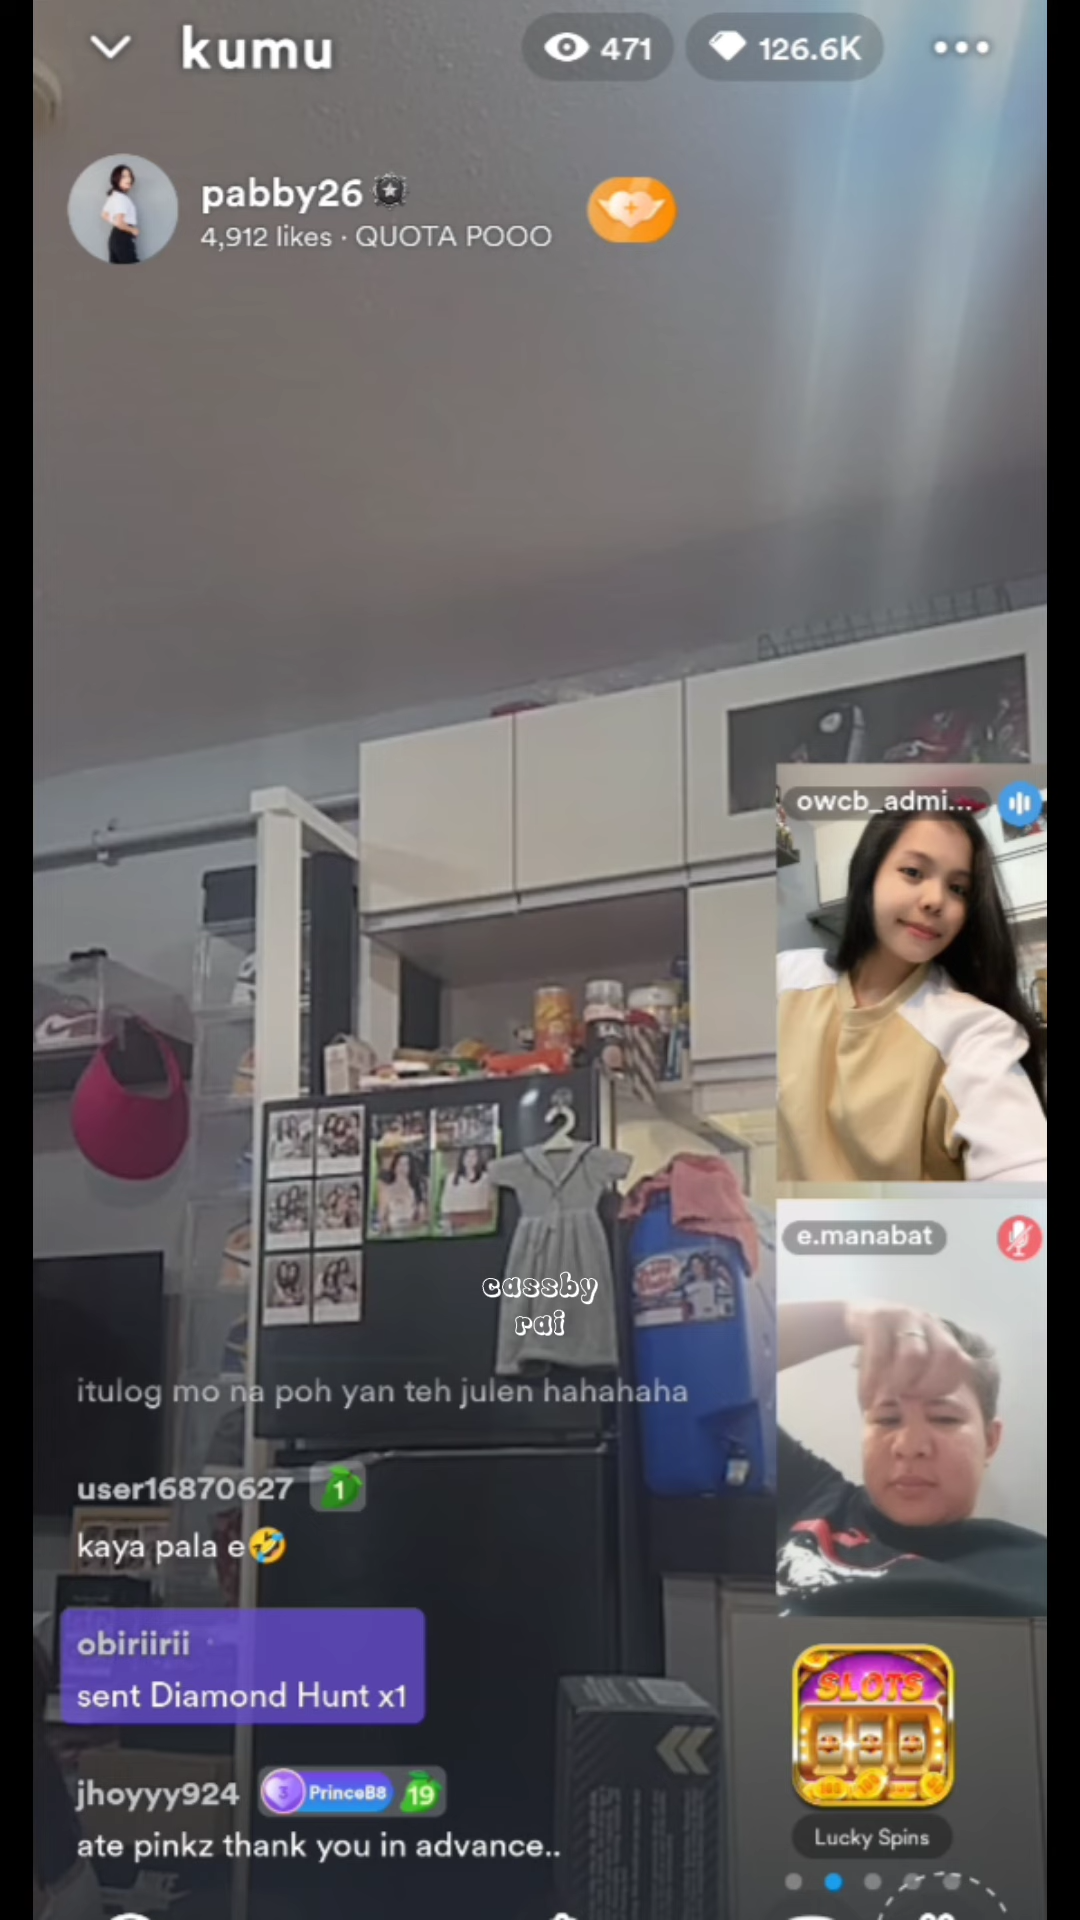 kumu
471
126.6K
pabby26
4,912 likes · QUOTA POOO
owcb_admi...
e.manabat
cassby
rai
itulog mo na poh yan teh julen hahahaha
user16870627 1
kaya pala e🤣
obiriirii
sent Diamond Hunt x1
SLOTS
jhoyyy924 3 PrinceB8 19
ate pinkz thank you in advance..
Lucky Spins